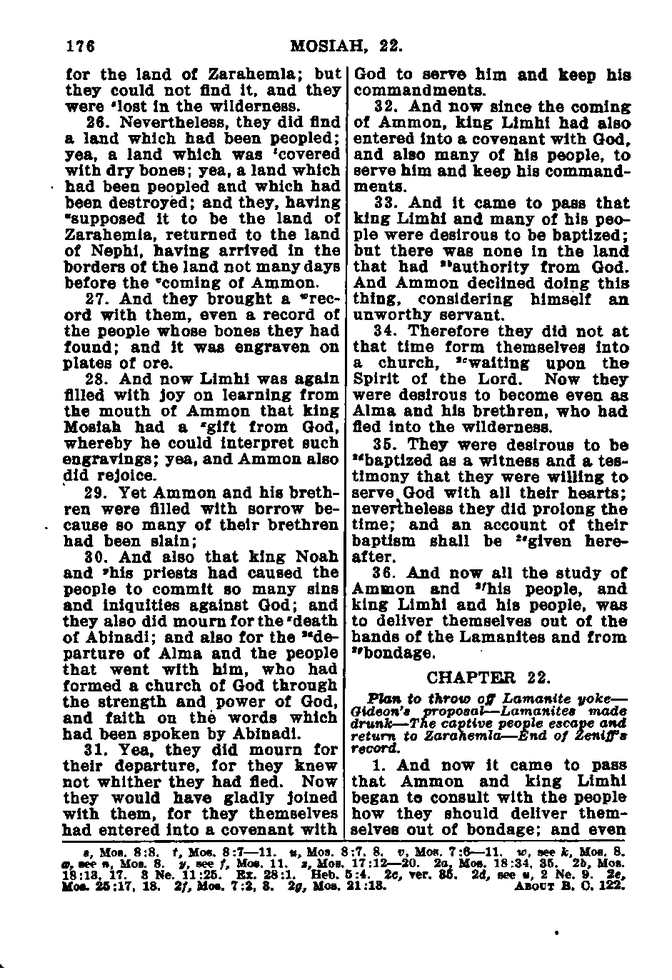 176 MOSIAH, 22.
for the land of Zarahemla; but
they could not find it, and they
were ˢlost in the wilderness.
26. Nevertheless, they did find
a land which had been peopled;
yea, a land which was ᵗcovered
with dry bones; yea, a land which
had been peopled and which had
been destroyed; and they, having
ᵘsupposed it to be the land of
Zarahemla, returned to the land
of Nephi, having arrived in the
borders of the land not many days
before the ᵛcoming of Ammon.
27. And they brought a ʷrec-
ord with them, even a record of
the people whose bones they had
found; and it was engraven on
plates of ore.
28. And now Limhi was again
filled with joy on learning from
the mouth of Ammon that king
Mosiah had a ˣgift from God,
whereby he could interpret such
engravings; yea, and Ammon also
did rejoice.
29. Yet Ammon and his breth-
ren were filled with sorrow be-
cause so many of their brethren
had been slain;
30. And also that king Noah
and ʸhis priests had caused the
people to commit so many sins
and iniquities against God; and
they also did mourn for the ᶻdeath
of Abinadi; and also for the ²ᵃde-
parture of Alma and the people
that went with him, who had
formed a church of God through
the strength and power of God,
and faith on the words which
had been spoken by Abinadi.
31. Yea, they did mourn for
their departure, for they knew
not whither they had fled. Now
they would have gladly joined
with them, for they themselves
had entered into a covenant with
God to serve him and keep his
commandments.
32. And now since the coming
of Ammon, king Limhi had also
entered into a covenant with God,
and also many of his people, to
serve him and keep his command-
ments.
33. And it came to pass that
king Limhi and many of his peo-
ple were desirous to be baptized;
but there was none in the land
that had ²ᵇauthority from God.
And Ammon declined doing this
thing, considering himself an
unworthy servant.
34. Therefore they did not at
that time form themselves into
a church, ²ᶜwaiting upon the
Spirit of the Lord. Now they
were desirous to become even as
Alma and his brethren, who had
fled into the wilderness.
35. They were desirous to be
²ᵈbaptized as a witness and a tes-
timony that they were willing to
serve God with all their hearts;
nevertheless they did prolong the
time; and an account of their
baptism shall be ²ᵉgiven here-
after.
36. And now all the study of
Ammon and ²ᶠhis people, and
king Limhi and his people, was
to deliver themselves out of the
hands of the Lamanites and from
²ᵍbondage.
CHAPTER 22.
Plan to throw off Lamanite yoke—
Gideon's proposal—Lamanites made
drunk—The captive people escape and
return to Zarahemla—End of Zeniff's
record.
1. And now it came to pass
that Ammon and king Limhi
began to consult with the people
how they should deliver them-
selves out of bondage; and even
s, Mos. 8:8. t, Mos. 8:7—11. u, Mos. 8:7, 8. v, Mos. 7:6—11. w, see k, Mos. 8.
x, see n, Mos. 8. y, see f, Mos. 11. z, Mos. 17:12—20. 2a, Mos. 18:34, 35. 2b, Mos.
18:13, 17. 3 Ne. 11:25. Ex. 28:1. Heb. 5:4. 2c, ver. 35. 2d, see u, 2 Ne. 9. 2e,
Mos. 25:17, 18. 2f, Mos. 7:2, 3. 2g, Mos. 21:13. ABOUT B. C. 122.